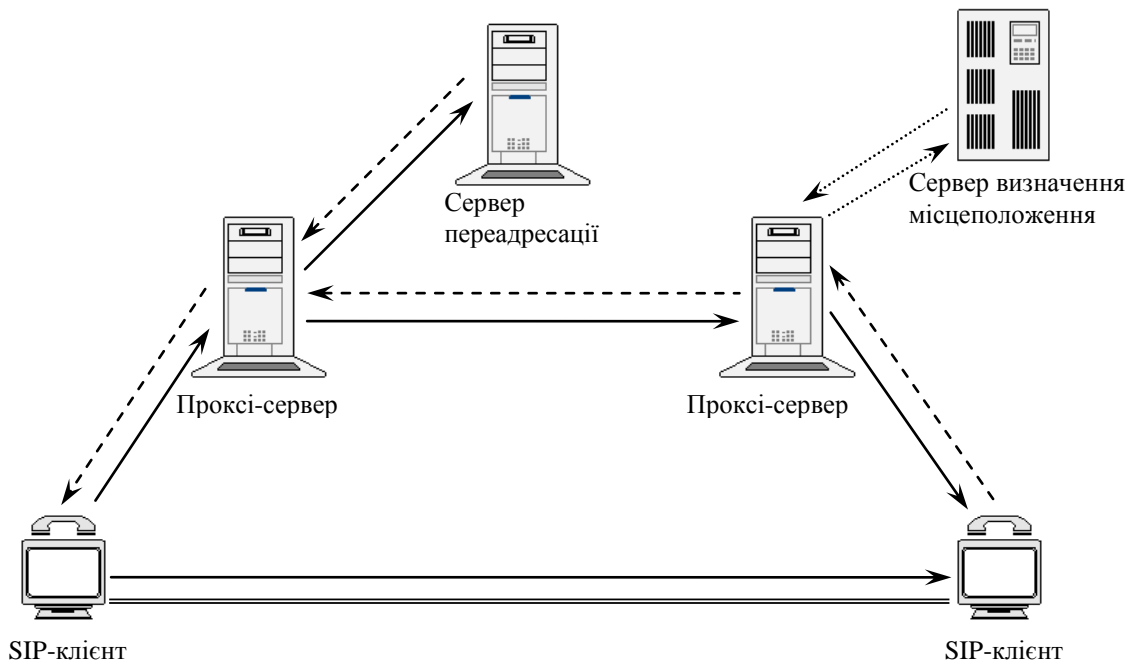 Сервер
переадресації
Сервер визначення
місцеположення
Проксі-сервер
Проксі-сервер
SIP-клієнт
SIP-клієнт